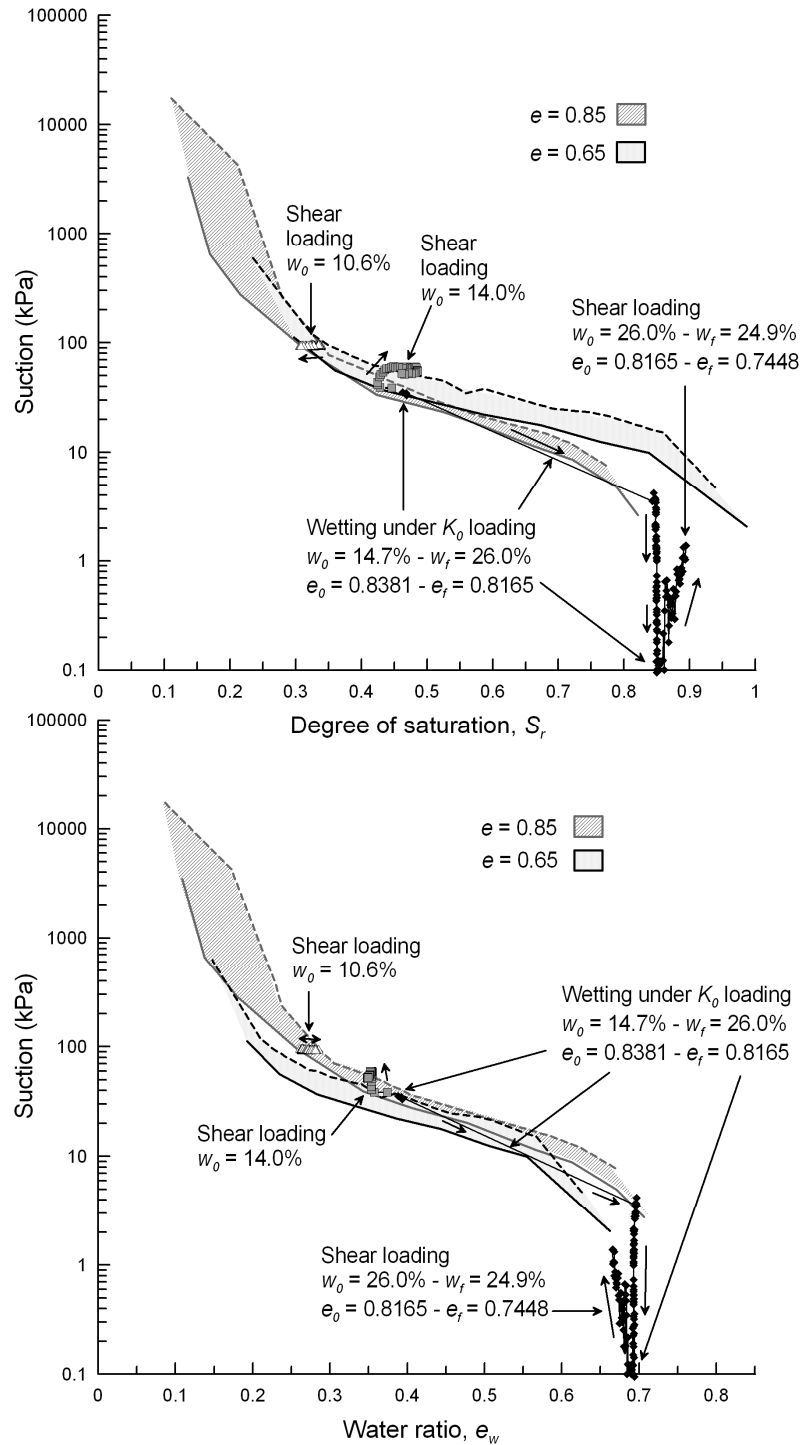 100000
10000
1000
100
10
1
0.1
Suction (kPa)
e = 0.85
e = 0.65
Shear
loading
w0 = 10.6%
Shear
loading
w0 = 14.0%
Shear loading
w0 = 26.0% - wf = 24.9%
e0 = 0.8165 - ef = 0.7448
Wetting under K0 loading
w0 = 14.7% - wf = 26.0%
e0 = 0.8381 - ef = 0.8165
0 0.1 0.2 0.3 0.4 0.5 0.6 0.7 0.8 0.9 1
Degree of saturation, Sr
100000
10000
1000
100
10
1
0.1
Suction (kPa)
e = 0.85
e = 0.65
Shear loading
w0 = 10.6%
Wetting under K0 loading
w0 = 14.7% - wf = 26.0%
e0 = 0.8381 - ef = 0.8165
Shear loading
w0 = 14.0%
Shear loading
w0 = 26.0% - wf = 24.9%
e0 = 0.8165 - ef = 0.7448
0 0.1 0.2 0.3 0.4 0.5 0.6 0.7 0.8
Water ratio, ew